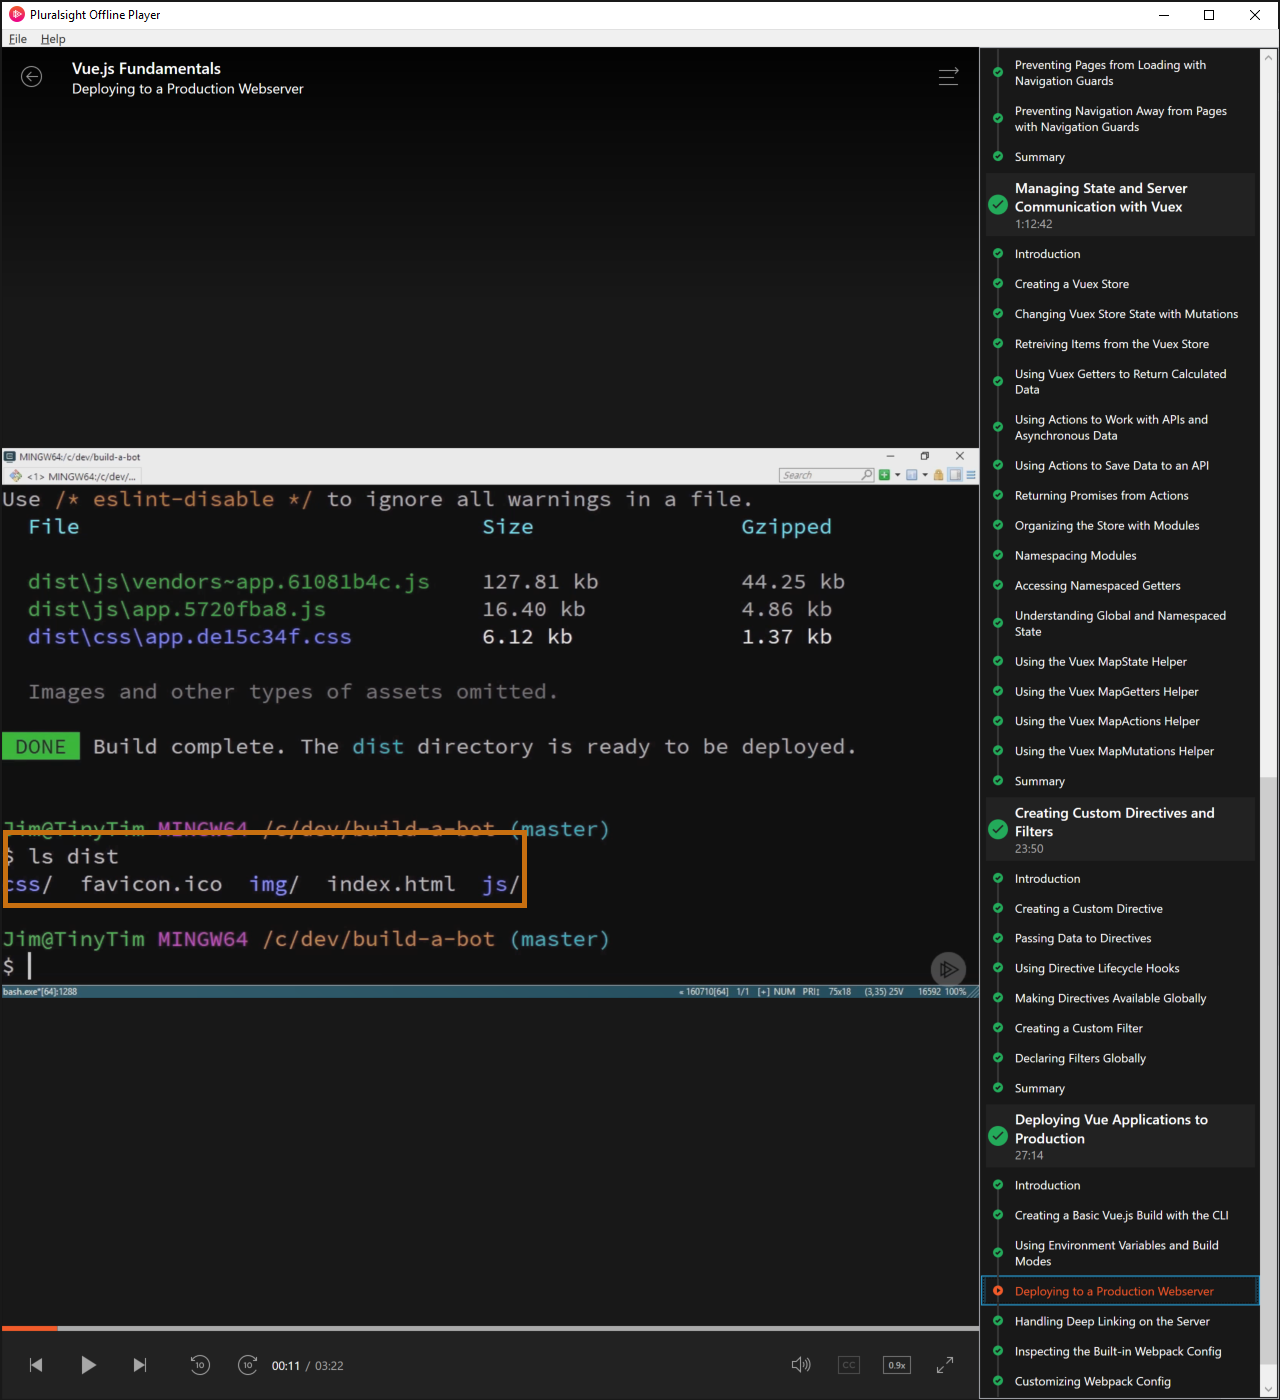 Pluralsight Offline Player
File Help
Vue.js Fundamentals
Deploying to a Production Webserver
MINGW64:/c/dev/build-a-bot
<1> MINGW64:/c/dev/...
Search
Use /* eslint-disable */ to ignore all warnings in a file.
File Size Gzipped
dist\js\vendors~app.61081b4c.js 127.81 kb 44.25 kb
dist\js\app.5720fba8.js 16.40 kb 4.86 kb
dist\css\app.de15c34f.css 6.12 kb 1.37 kb
Images and other types of assets omitted.
DONE Build complete. The dist directory is ready to be deployed.
Jim@TinyTim MINGW64 /c/dev/build-a-bot (master)
$ ls dist
css/ favicon.ico img/ index.html js/
Jim@TinyTim MINGW64 /c/dev/build-a-bot (master)
$
bash.exe*[64]:1288
« 160710[64] 1/1 [+] NUM PRI↕ 75x18 (3,35) 25V 16592 100%
10
10
00:11 / 03:22
CC
0.9x
Preventing Pages from Loading with
Navigation Guards
Preventing Navigation Away from Pages
with Navigation Guards
Summary
Managing State and Server
Communication with Vuex
1:12:42
Introduction
Creating a Vuex Store
Changing Vuex Store State with Mutations
Retreiving Items from the Vuex Store
Using Vuex Getters to Return Calculated
Data
Using Actions to Work with APIs and
Asynchronous Data
Using Actions to Save Data to an API
Returning Promises from Actions
Organizing the Store with Modules
Namespacing Modules
Accessing Namespaced Getters
Understanding Global and Namespaced
State
Using the Vuex MapState Helper
Using the Vuex MapGetters Helper
Using the Vuex MapActions Helper
Using the Vuex MapMutations Helper
Summary
Creating Custom Directives and
Filters
23:50
Introduction
Creating a Custom Directive
Passing Data to Directives
Using Directive Lifecycle Hooks
Making Directives Available Globally
Creating a Custom Filter
Declaring Filters Globally
Summary
Deploying Vue Applications to
Production
27:14
Introduction
Creating a Basic Vue.js Build with the CLI
Using Environment Variables and Build
Modes
Deploying to a Production Webserver
Handling Deep Linking on the Server
Inspecting the Built-in Webpack Config
Customizing Webpack Config